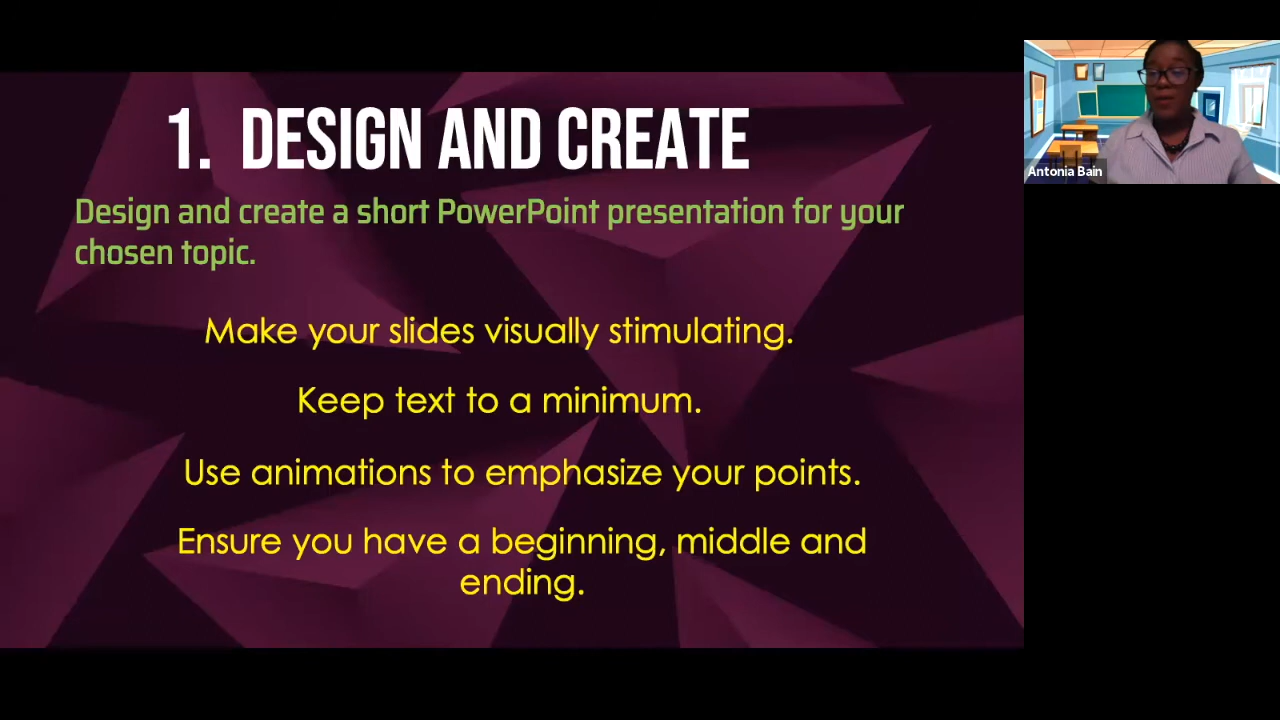 1. DESIGN AND CREATE
Design and create a short PowerPoint presentation for your
chosen topic.
Make your slides visually stimulating.
Keep text to a minimum.
Use animations to emphasize your points.
Ensure you have a beginning, middle and
ending.
Antonia Bain